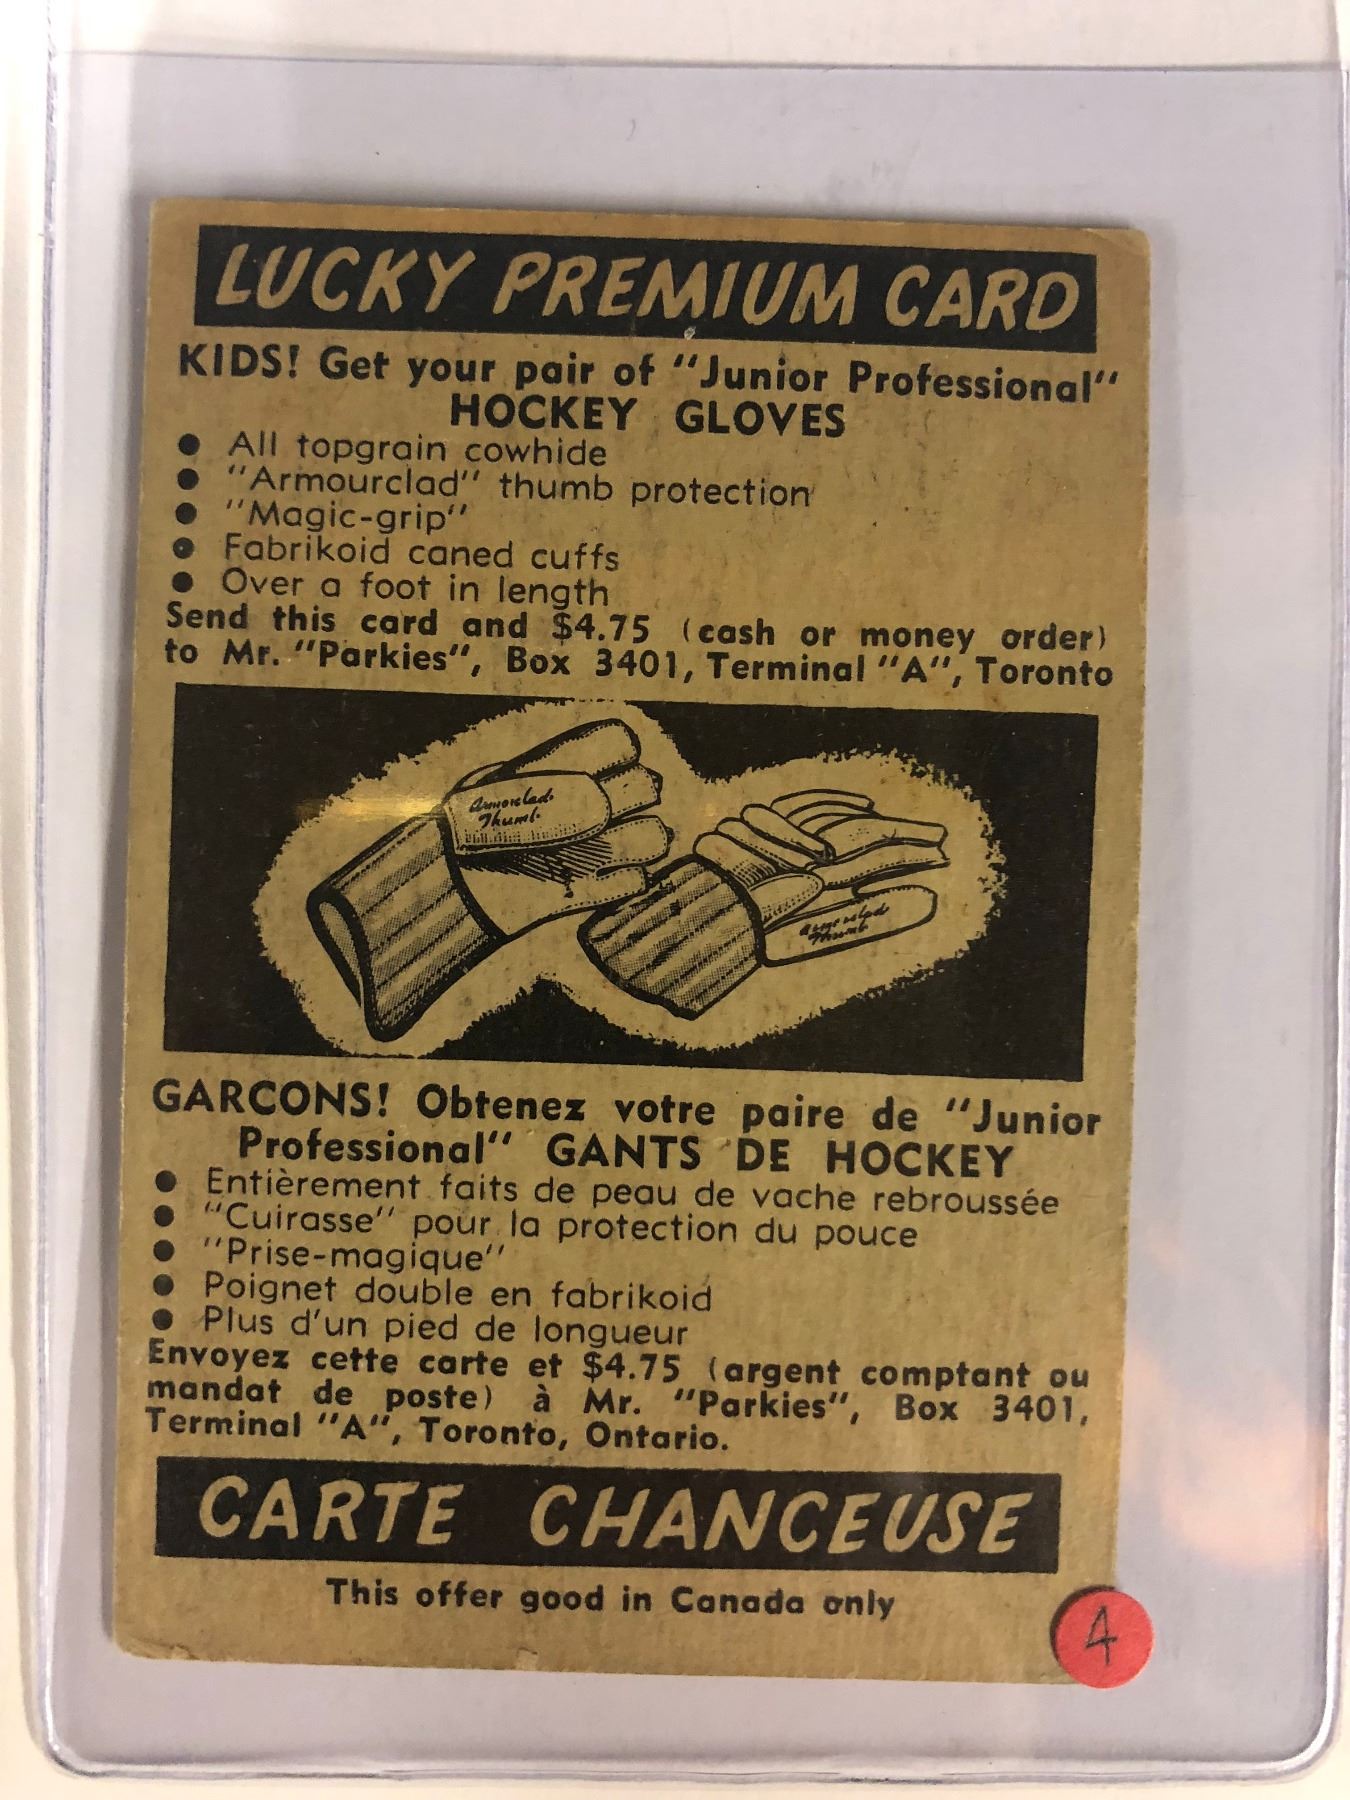 LUCKY PREMIUM CARD
KIDS! Get your pair of "Junior Professional"
HOCKEY GLOVES
● All topgrain cowhide
● "Armourclad" thumb protection
● "Magic-grip"
● Fabrikoid caned cuffs
● Over a foot in length
Send this card and $4.75 (cash or money order)
to Mr. "Parkies", Box 3401, Terminal "A", Toronto
Armorclad
Thumb
Armorclad
Thumb
GARCONS! Obtenez votre paire de "Junior
Professional" GANTS DE HOCKEY
● Entièrement faits de peau de vache rebroussée
● "Cuirasse" pour la protection du pouce
● "Prise-magique"
● Poignet double en fabrikoid
● Plus d'un pied de longueur
Envoyez cette carte et $4.75 (argent comptant ou
mandat de poste) à Mr. "Parkies", Box 3401,
Terminal "A", Toronto, Ontario.
CARTE CHANCEUSE
This offer good in Canada only
4